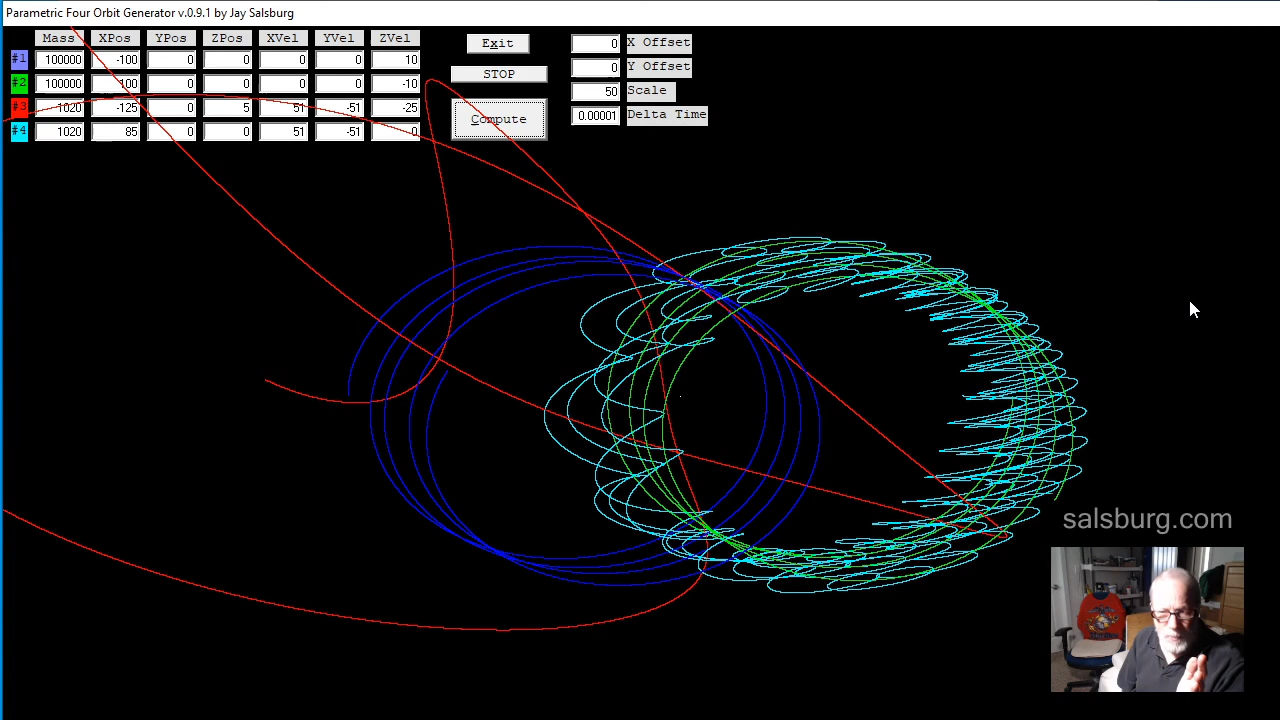 Parametric Four Orbit Generator v.0.9.1 by Jay Salsburg
Mass XPos YPos ZPos XVel YVel ZVel
#1 100000 -100 0 0 0 0 10
#2 100000 100 0 0 0 0 -10
#3 1020 -125 0 5 51 -51 -25
#4 1020 85 0 0 51 -51 0
Exit
STOP
Compute
0 X Offset
0 Y Offset
50 Scale
0.00001 Delta Time
salsburg.com